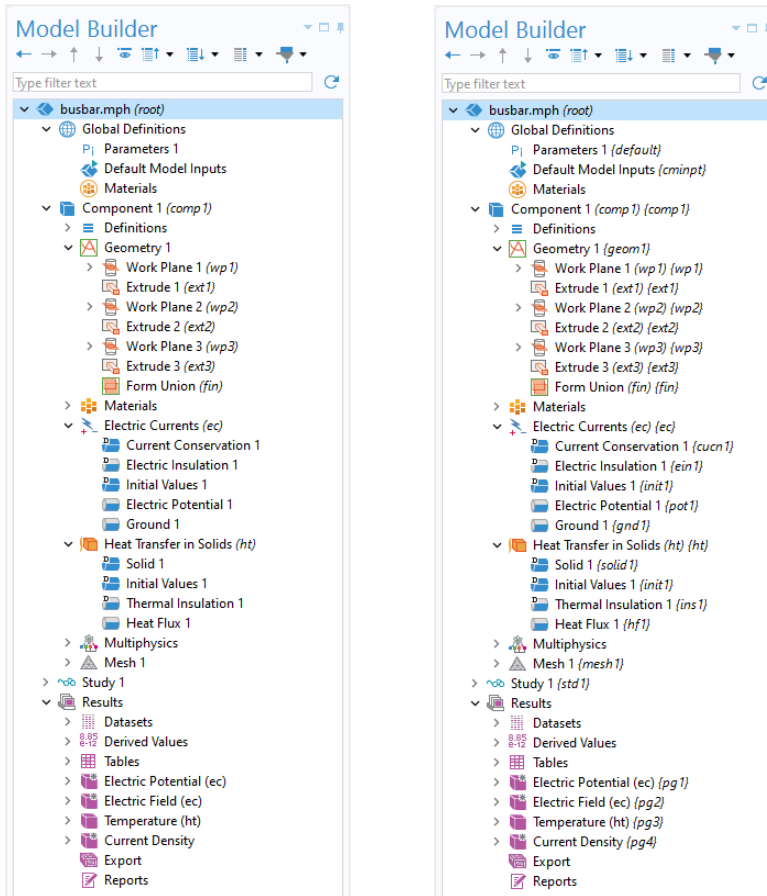 Model Builder
Type filter text
busbar.mph (root)
Global Definitions
Pi Parameters 1
Default Model Inputs
Materials
Component 1 (comp1)
Definitions
Geometry 1
Work Plane 1 (wp1)
Extrude 1 (ext1)
Work Plane 2 (wp2)
Extrude 2 (ext2)
Work Plane 3 (wp3)
Extrude 3 (ext3)
Form Union (fin)
Materials
Electric Currents (ec)
D Current Conservation 1
D Electric Insulation 1
D Initial Values 1
Electric Potential 1
Ground 1
Heat Transfer in Solids (ht)
D Solid 1
D Initial Values 1
D Thermal Insulation 1
Heat Flux 1
Multiphysics
Mesh 1
Study 1
Results
Datasets
8.85 e-12 Derived Values
Tables
Electric Potential (ec)
Electric Field (ec)
Temperature (ht)
Current Density
Export
Reports
Model Builder
Type filter text
busbar.mph (root)
Global Definitions
Pi Parameters 1 {default}
Default Model Inputs {cminpt}
Materials
Component 1 (comp1) {comp1}
Definitions
Geometry 1 {geom1}
Work Plane 1 (wp1) {wp1}
Extrude 1 (ext1) {ext1}
Work Plane 2 (wp2) {wp2}
Extrude 2 (ext2) {ext2}
Work Plane 3 (wp3) {wp3}
Extrude 3 (ext3) {ext3}
Form Union (fin) {fin}
Materials
Electric Currents (ec) {ec}
D Current Conservation 1 {cucn1}
D Electric Insulation 1 {ein1}
D Initial Values 1 {init1}
Electric Potential 1 {pot1}
Ground 1 {gnd1}
Heat Transfer in Solids (ht) {ht}
D Solid 1 {solid1}
D Initial Values 1 {init1}
D Thermal Insulation 1 {ins1}
Heat Flux 1 {hf1}
Multiphysics
Mesh 1 {mesh1}
Study 1 {std1}
Results
Datasets
8.85 e-12 Derived Values
Tables
Electric Potential (ec) {pg1}
Electric Field (ec) {pg2}
Temperature (ht) {pg3}
Current Density {pg4}
Export
Reports